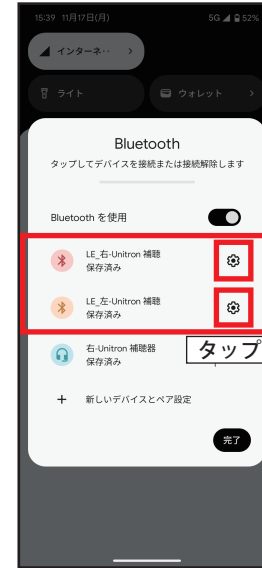 15:39 11月17日(月) 5G 52%
インターネ‥ >
ライト ウォレット >
Bluetooth
タップしてデバイスを接続または接続解除します
Bluetooth を使用
LE_右-Unitron 補聴
保存済み
LE_左-Unitron 補聴
保存済み
右-Unitron 補聴器
保存済み
タップ
+ 新しいデバイスとペア設定
完了